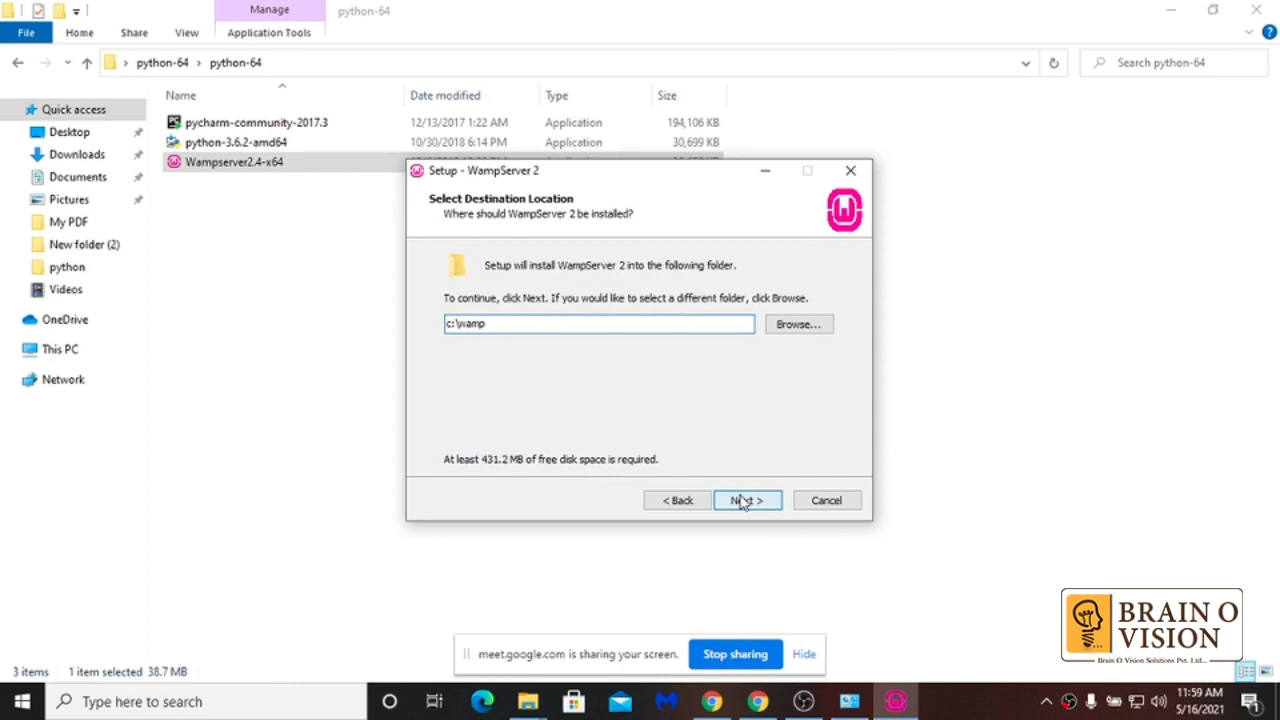 Manage
python-64
File
Home
Share
View
Application Tools
python-64 > python-64
Search python-64
Name
Date modified
Type
Size
Quick access
pycharm-community-2017.3
12/13/2017 1:22 AM
Application
194,106 KB
Desktop
python-3.6.2-amd64
10/30/2018 6:14 PM
Application
30,699 KB
Downloads
Wampserver2.4-x64
Documents
Pictures
My PDF
New folder (2)
python
Videos
OneDrive
This PC
Network
Setup - WampServer 2
Select Destination Location
Where should WampServer 2 be installed?
W
Setup will install WampServer 2 into the following folder.
To continue, click Next. If you would like to select a different folder, click Browse.
c:\wamp
Browse...
At least 431.2 MB of free disk space is required.
< Back
Next >
Cancel
BRAIN O
VISION
Brain O Vision Solutions Pvt. Ltd...
meet.google.com is sharing your screen.
Stop sharing
Hide
3 items
1 item selected
38.7 MB
Type here to search
11:59 AM
5/16/2021
1